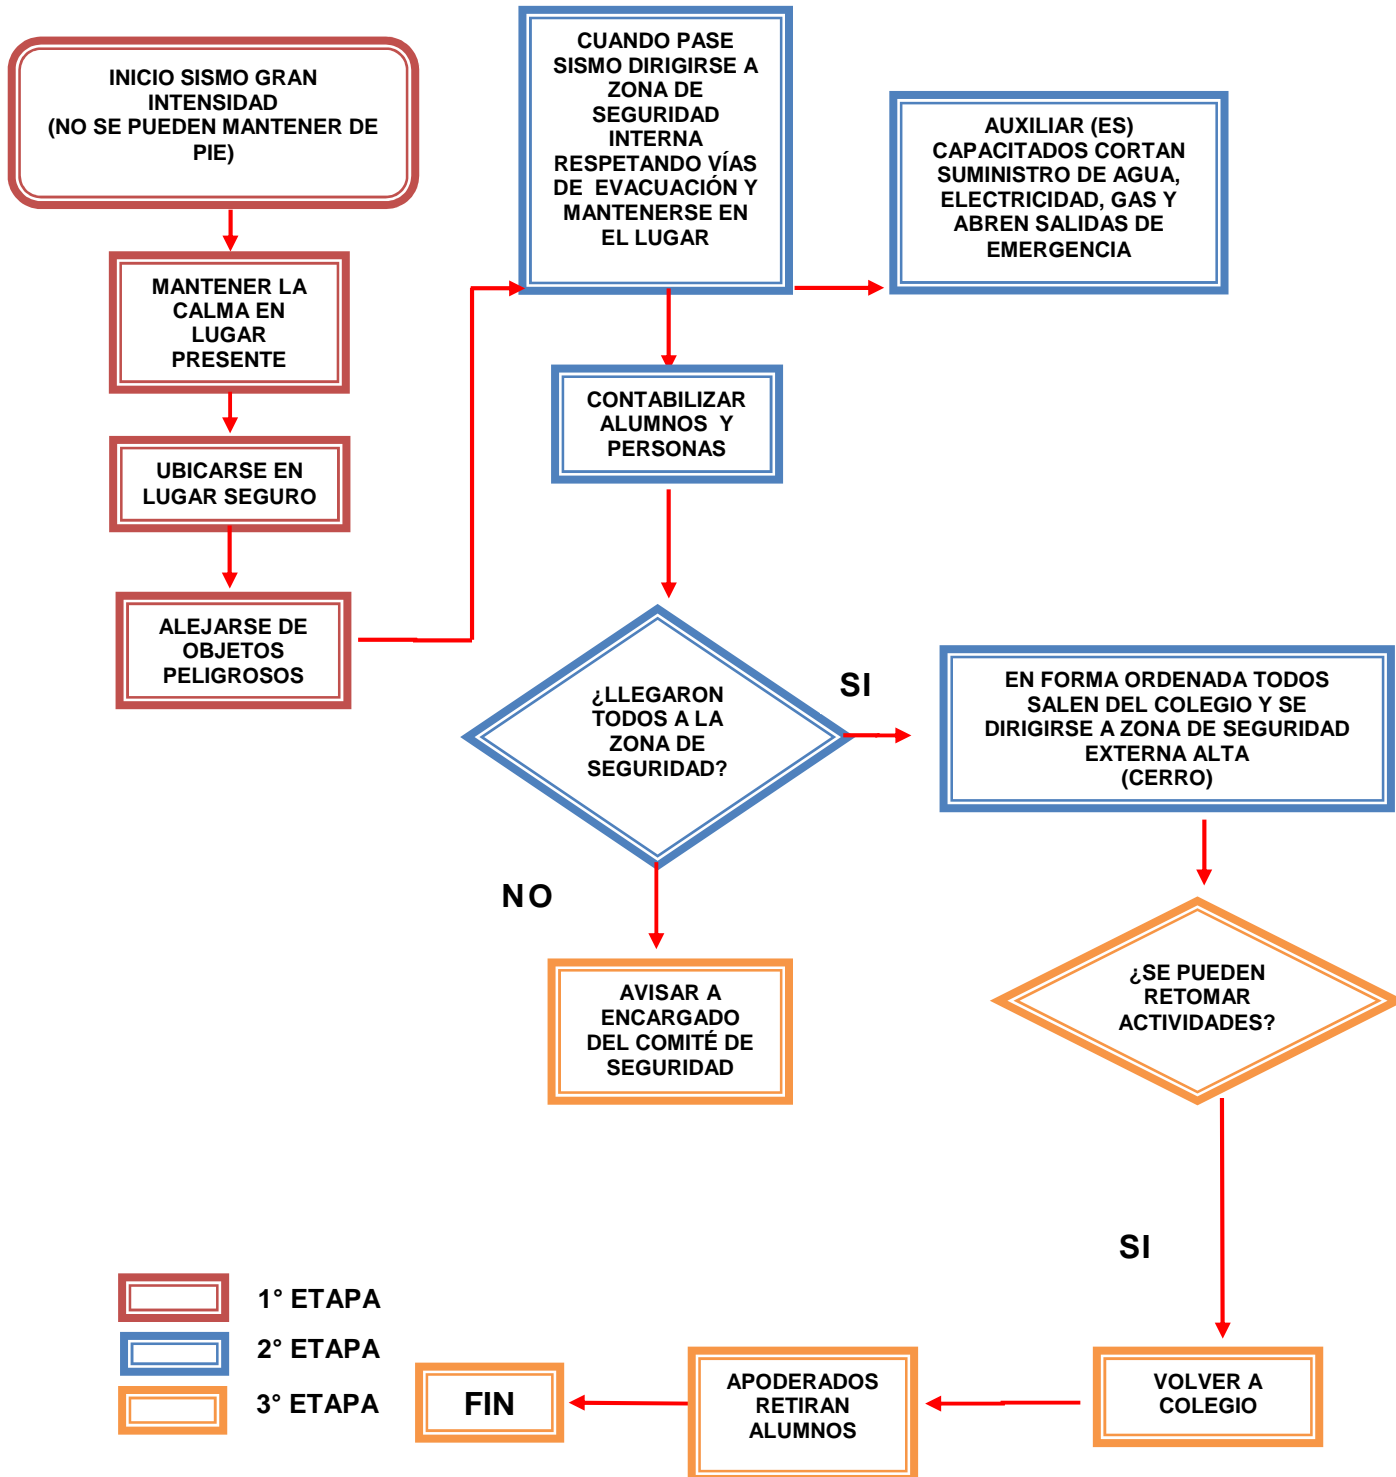 INICIO SISMO GRAN
INTENSIDAD
(NO SE PUEDEN MANTENER DE
PIE)
MANTENER LA
CALMA EN
LUGAR
PRESENTE
UBICARSE EN
LUGAR SEGURO
ALEJARSE DE
OBJETOS
PELIGROSOS
CUANDO PASE
SISMO DIRIGIRSE A
ZONA DE
SEGURIDAD
INTERNA
RESPETANDO VÍAS
DE EVACUACIÓN Y
MANTENERSE EN
EL LUGAR
AUXILIAR (ES)
CAPACITADOS CORTAN
SUMINISTRO DE AGUA,
ELECTRICIDAD, GAS Y
ABREN SALIDAS DE
EMERGENCIA
CONTABILIZAR
ALUMNOS Y
PERSONAS
¿LLEGARON
TODOS A LA
ZONA DE
SEGURIDAD?
SI
EN FORMA ORDENADA TODOS
SALEN DEL COLEGIO Y SE
DIRIGIRSE A ZONA DE SEGURIDAD
EXTERNA ALTA
(CERRO)
NO
AVISAR A
ENCARGADO
DEL COMITÉ DE
SEGURIDAD
¿SE PUEDEN
RETOMAR
ACTIVIDADES?
SI
VOLVER A
COLEGIO
APODERADOS
RETIRAN
ALUMNOS
FIN
1° ETAPA
2° ETAPA
3° ETAPA